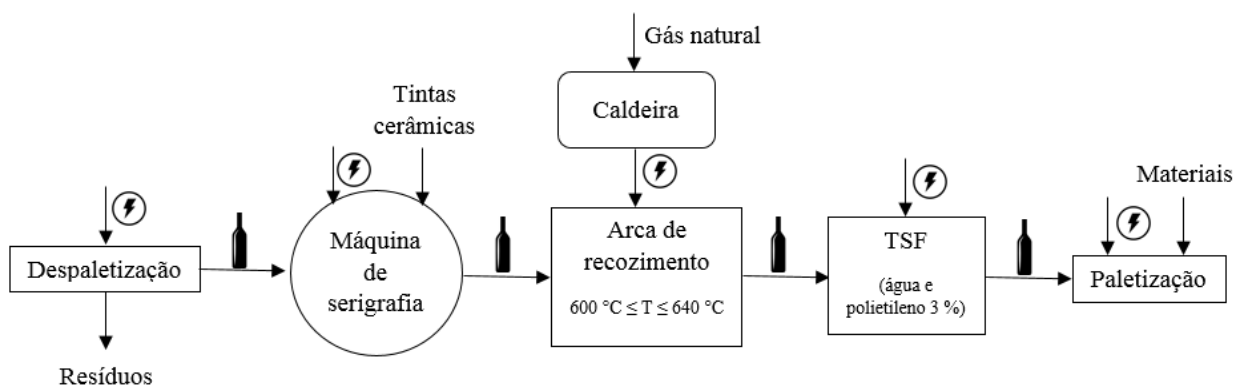 Gás natural
Caldeira
Tintas
cerâmicas
Materiais
Despaletização
Máquina
de
serigrafia
Arca de
recozimento
600 °C ≤ T ≤ 640 °C
TSF
(água e
polietileno 3 %)
Paletização
Resíduos